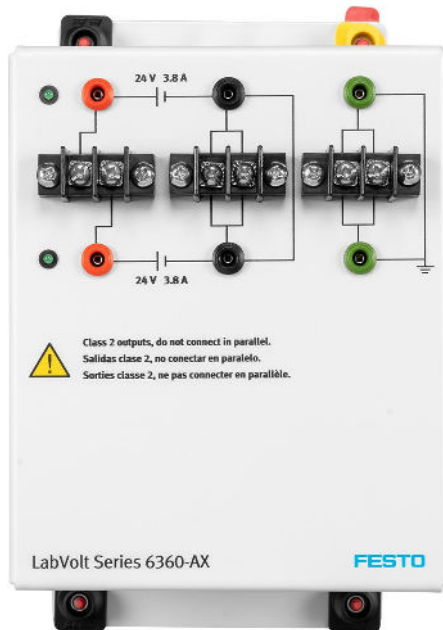 24 V 3.8 A
24 V 3.8 A
Class 2 outputs, do not connect in parallel.
Salidas clase 2, no conectar en paralelo.
Sorties classe 2, ne pas connecter en parallèle.
LabVolt Series 6360-AX
FESTO